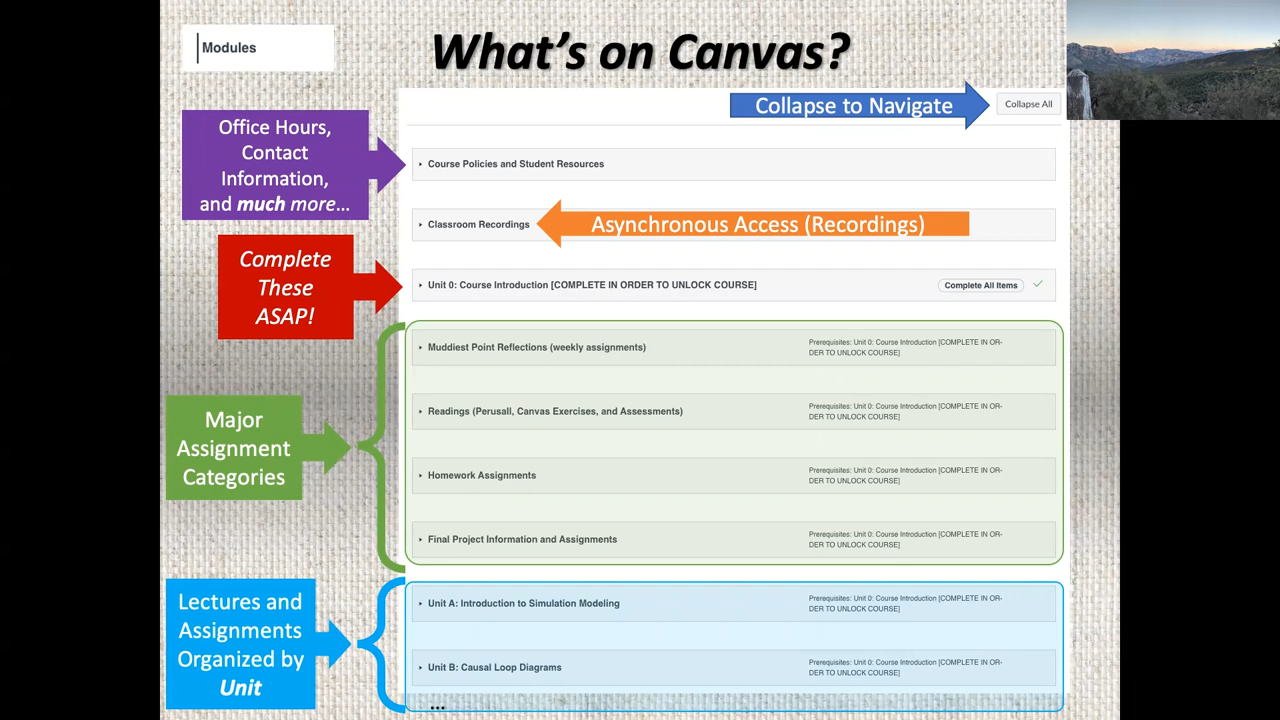 Modules
What's on Canvas?
Collapse to Navigate
Collapse All
Office Hours,
Contact
Information,
and much more…
Course Policies and Student Resources
Classroom Recordings
Asynchronous Access (Recordings)
Complete
These
ASAP!
Unit 0: Course Introduction [COMPLETE IN ORDER TO UNLOCK COURSE]
Complete All Items
Major
Assignment
Categories
Muddiest Point Reflections (weekly assignments)
Prerequisites: Unit 0: Course Introduction [COMPLETE IN OR-
DER TO UNLOCK COURSE]
Readings (Perusall, Canvas Exercises, and Assessments)
Prerequisites: Unit 0: Course Introduction [COMPLETE IN OR-
DER TO UNLOCK COURSE]
Homework Assignments
Prerequisites: Unit 0: Course Introduction [COMPLETE IN OR-
DER TO UNLOCK COURSE]
Final Project Information and Assignments
Prerequisites: Unit 0: Course Introduction [COMPLETE IN OR-
DER TO UNLOCK COURSE]
Lectures and
Assignments
Organized by
Unit
Unit A: Introduction to Simulation Modeling
Prerequisites: Unit 0: Course Introduction [COMPLETE IN OR-
DER TO UNLOCK COURSE]
Unit B: Causal Loop Diagrams
Prerequisites: Unit 0: Course Introduction [COMPLETE IN OR-
DER TO UNLOCK COURSE]
…